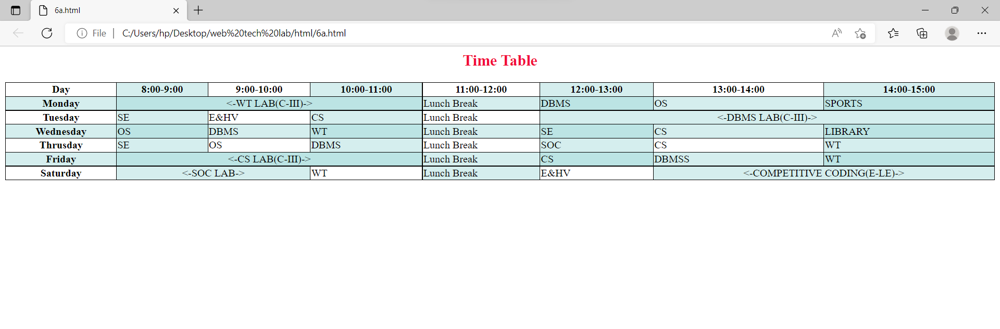 6a.html
File | C:/Users/hp/Desktop/web%20tech%20lab/html/6a.html
Time Table
Day 8:00-9:00 9:00-10:00 10:00-11:00 11:00-12:00 12:00-13:00 13:00-14:00 14:00-15:00
Monday <-WT LAB(C-III)-> Lunch Break DBMS OS SPORTS
Tuesday SE E&HV CS Lunch Break <-DBMS LAB(C-III)->
Wednesday OS DBMS WT Lunch Break SE CS LIBRARY
Thrusday SE OS DBMS Lunch Break SOC CS WT
Friday <-CS LAB(C-III)-> Lunch Break CS DBMSS WT
Saturday <-SOC LAB-> WT Lunch Break E&HV <-COMPETITIVE CODING(E-LE)->